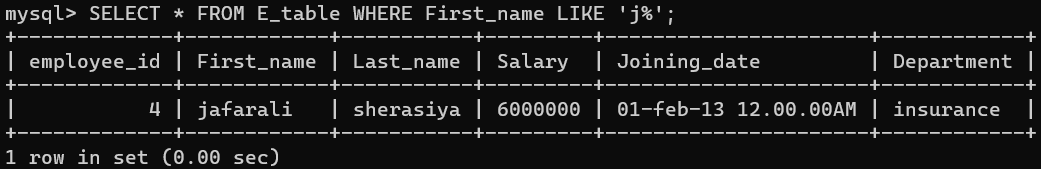 mysql> SELECT * FROM E_table WHERE First_name LIKE 'j%';
+-------------+------------+-----------+---------+----------------------+------------+
| employee_id | First_name | Last_name | Salary  | Joining_date         | Department |
+-------------+------------+-----------+---------+----------------------+------------+
|           4 | jafarali   | sherasiya | 6000000 | 01-feb-13 12.00.00AM | insurance  |
+-------------+------------+-----------+---------+----------------------+------------+
1 row in set (0.00 sec)